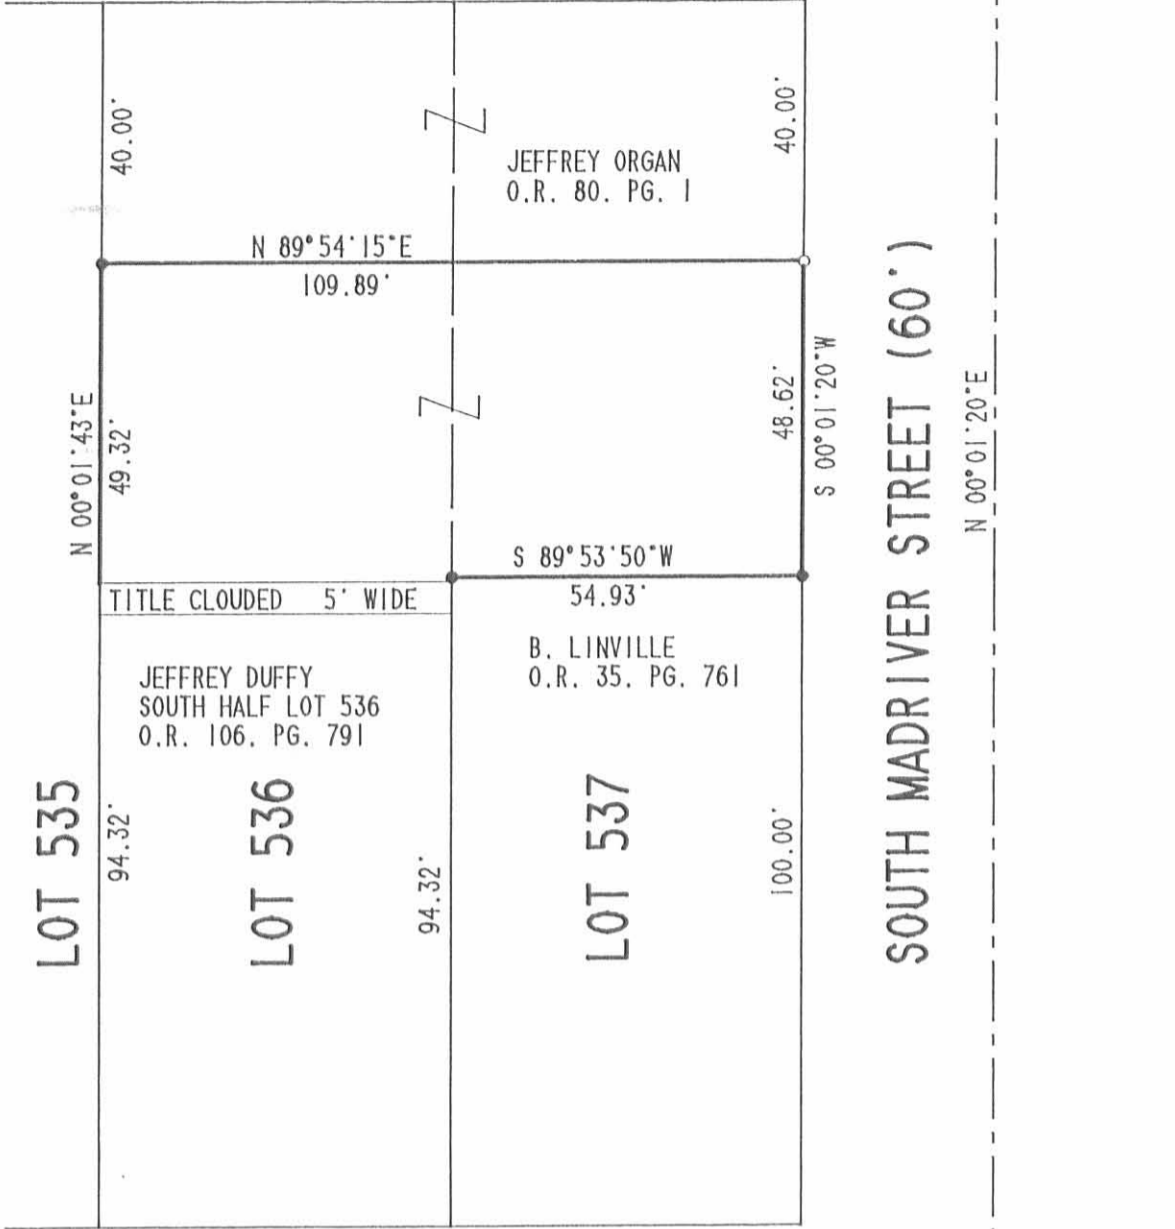 40.00'
40.00'
JEFFREY ORGAN
O.R. 80. PG. 1
N 89°54'15"E
109.89'
N 00°01'43"E
49.32'
48.62'
S 00°01'20"W
SOUTH MADRIVER STREET (60')
N 00°01'20"E
S 89°53'50"W
54.93'
TITLE CLOUDED 5' WIDE
B. LINVILLE
O.R. 35. PG. 761
JEFFREY DUFFY
SOUTH HALF LOT 536
O.R. 106. PG. 791
LOT 535
94.32'
LOT 536
94.32'
LOT 537
100.00'